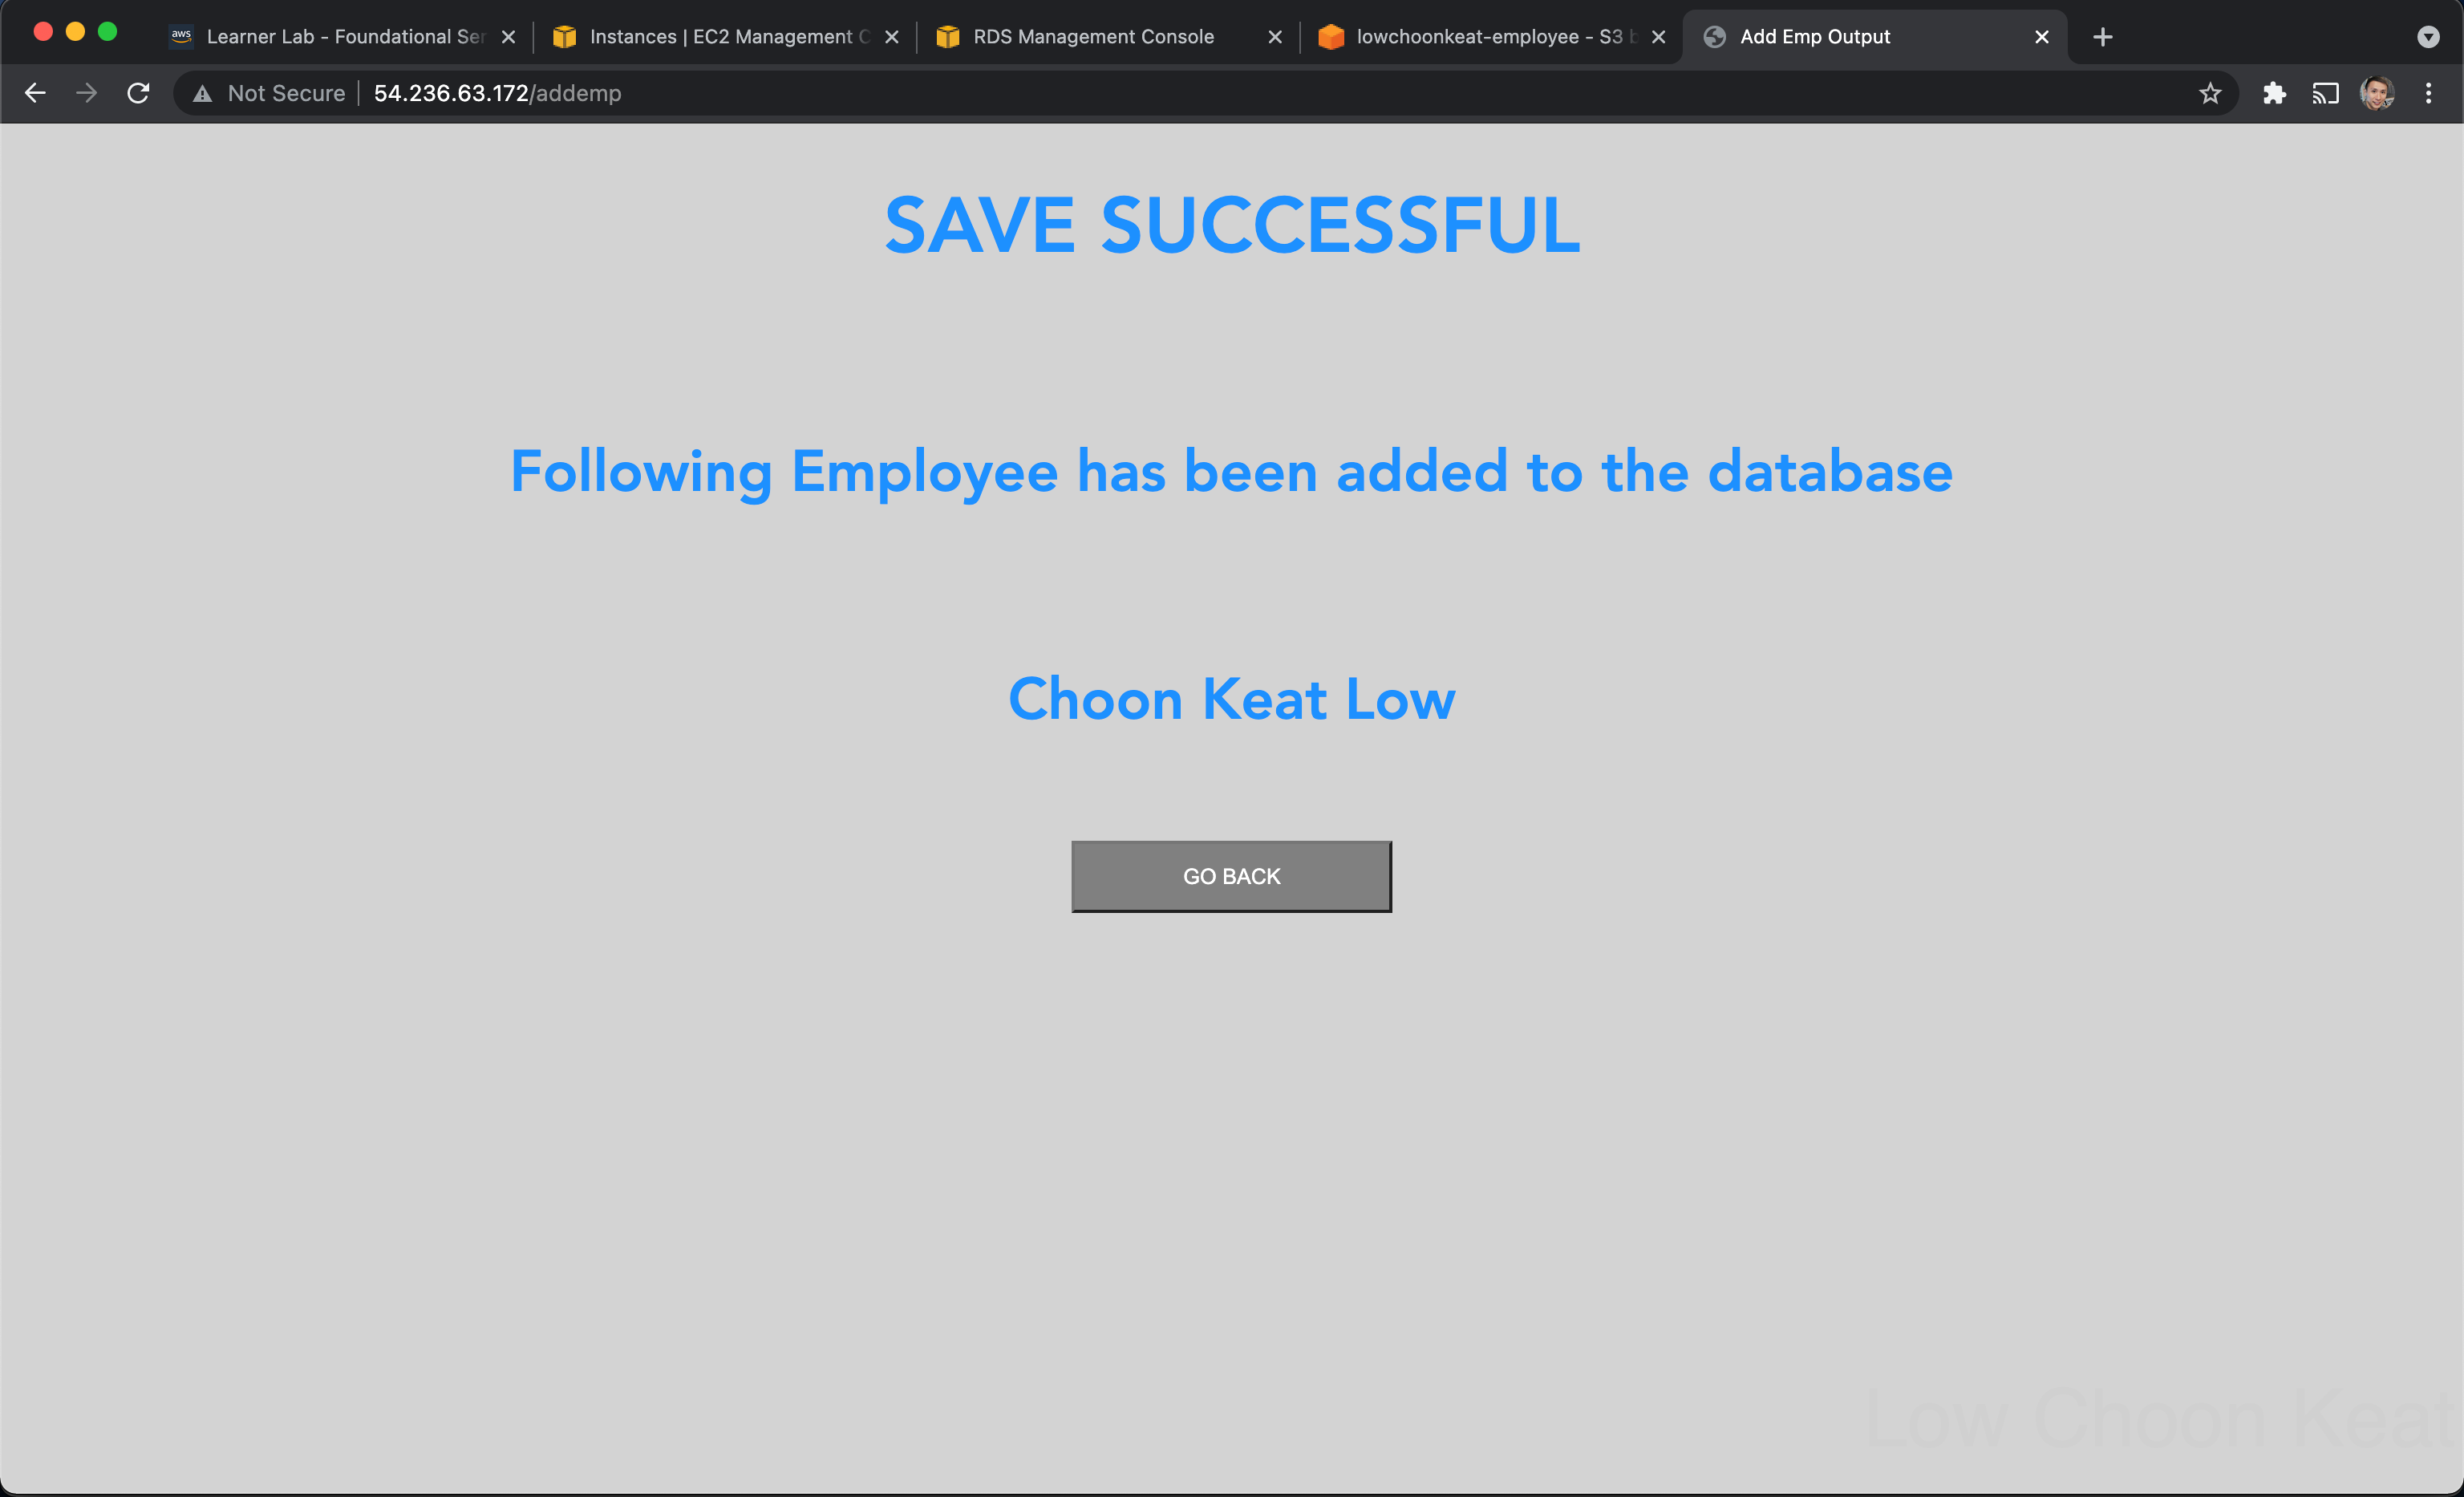 aws Learner Lab - Foundational Ser
Instances | EC2 Management C
RDS Management Console
lowchoonkeat-employee - S3 b
Add Emp Output
Not Secure 54.236.63.172/addemp
SAVE SUCCESSFUL
Following Employee has been added to the database
Choon Keat Low
GO BACK
Low Choon Keat